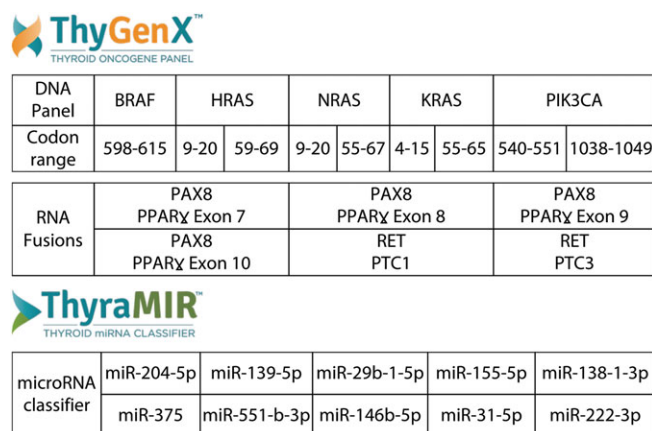 ThyGenX™
THYROID ONCOGENE PANEL
DNA Panel BRAF HRAS NRAS KRAS PIK3CA
Codon range 598-615 9-20 59-69 9-20 55-67 4-15 55-65 540-551 1038-1049
RNA Fusions
PAX8 PAX8 PAX8
PPARɣ Exon 7 PPARɣ Exon 8 PPARɣ Exon 9
PAX8 RET RET
PPARɣ Exon 10 PTC1 PTC3
ThyraMIR™
THYROID miRNA CLASSIFIER
microRNA classifier
miR-204-5p miR-139-5p miR-29b-1-5p miR-155-5p miR-138-1-3p
miR-375 miR-551-b-3p miR-146b-5p miR-31-5p miR-222-3p